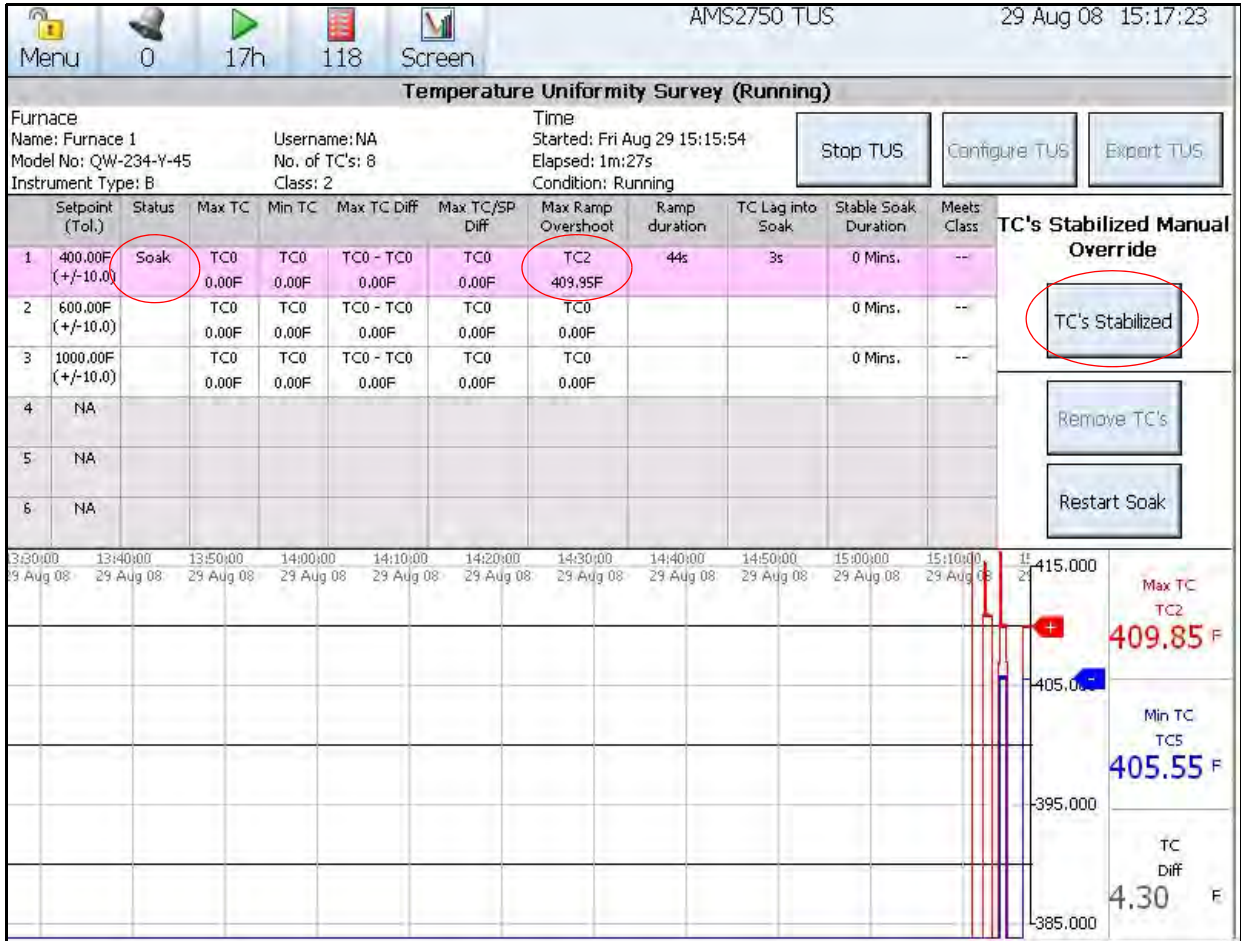 AMS2750 TUS 29 Aug 08 15:17:23
Menu 0 17h 118 Screen
Temperature Uniformity Survey (Running)
Furnace
Name: Furnace 1
Model No: QW-234-Y-45
Instrument Type: B
Username:NA
No. of TC's: 8
Class: 2
Time
Started: Fri Aug 29 15:15:54
Elapsed: 1m:27s
Condition: Running
Stop TUS
Configure TUS
Export TUS
Setpoint (Tol.) Status Max TC Min TC Max TC Diff Max TC/SP Diff Max Ramp Overshoot Ramp duration TC Lag into Soak Stable Soak Duration Meets Class
1 400.00F Soak TC0 TC0 TC0 - TC0 TC0 TC2 44s 3s 0 Mins. --
(+/-10.0) 0.00F 0.00F 0.00F 0.00F 409.95F
2 600.00F TC0 TC0 TC0 - TC0 TC0 TC0 0 Mins. --
(+/-10.0) 0.00F 0.00F 0.00F 0.00F 0.00F
3 1000.00F TC0 TC0 TC0 - TC0 TC0 TC0 0 Mins. --
(+/-10.0) 0.00F 0.00F 0.00F 0.00F 0.00F
4 NA
5 NA
6 NA
TC's Stabilized Manual
Override
TC's Stabilized
Remove TC's
Restart Soak
13:40:00 13:50:00 14:00:00 14:10:00 14:20:00 14:30:00 14:40:00 14:50:00 15:00:00 15:10:00
29 Aug 08 29 Aug 08 29 Aug 08 29 Aug 08 29 Aug 08 29 Aug 08 29 Aug 08 29 Aug 08 29 Aug 08 29 Aug 08
415.000
395.000
385.000
+
-
Max TC
TC2
409.85 F
Min TC
TC5
405.55 F
TC
Diff
4.30 F